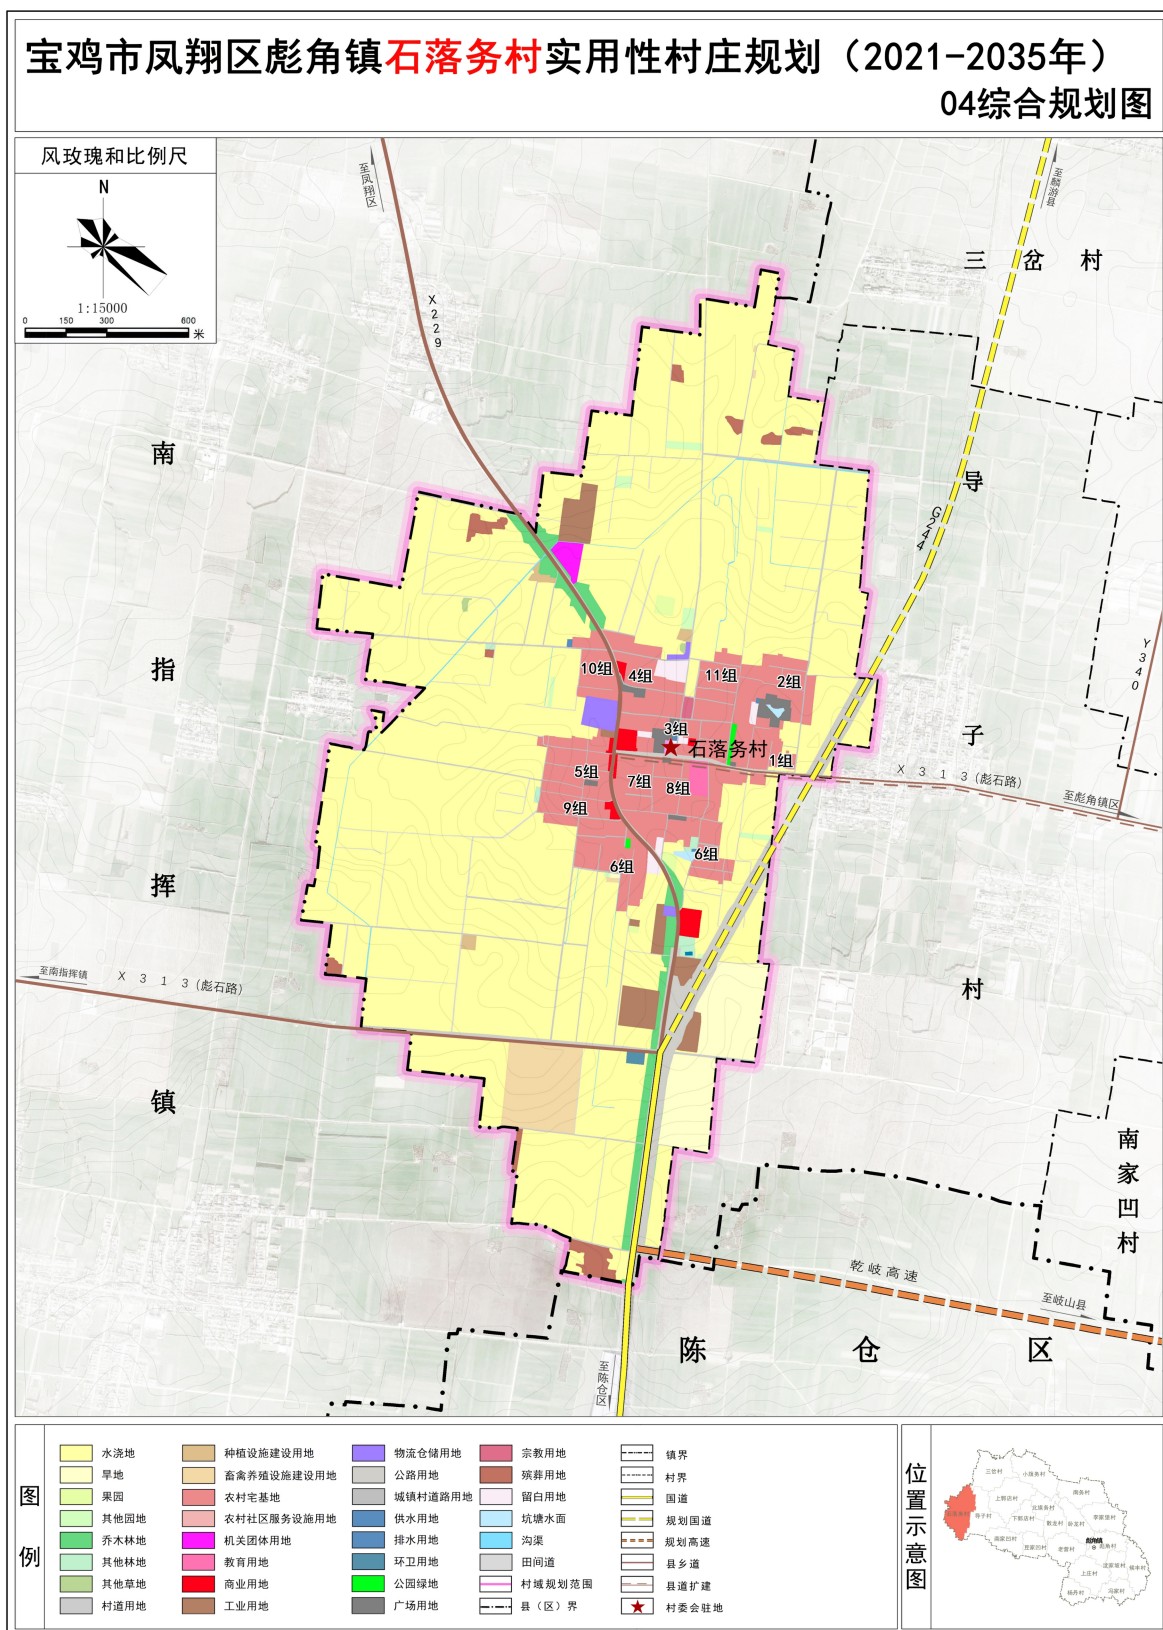 宝鸡市凤翔区彪角镇石落务村实用性村庄规划（2021-2035年）
04综合规划图
风玫瑰和比例尺
N
1:15000
0 150 300 600 米
至凤翔区
至麟游县
X229
三岔村
南指挥镇
导子村
G244
Y340
10组
4组
11组
2组
3组
石落务村
1组
5组
7组
8组
9组
6组
6组
X313(彪石路)
至彪角镇区
至南指挥镇
X313(彪石路)
南家凹村
乾岐高速
至岐山县
陈仓区
至陈仓区
图例
水浇地
旱地
果园
其他园地
乔木林地
其他林地
其他草地
村道用地
种植设施建设用地
畜禽养殖设施建设用地
农村宅基地
农村社区服务设施用地
机关团体用地
教育用地
商业用地
工业用地
物流仓储用地
公路用地
城镇村道路用地
供水用地
排水用地
环卫用地
公园绿地
广场用地
宗教用地
殡葬用地
留白用地
坑塘水面
沟渠
田间道
村域规划范围
县（区）界
镇界
村界
国道
规划国道
规划高速
县乡道
县道扩建
村委会驻地
位置示意图